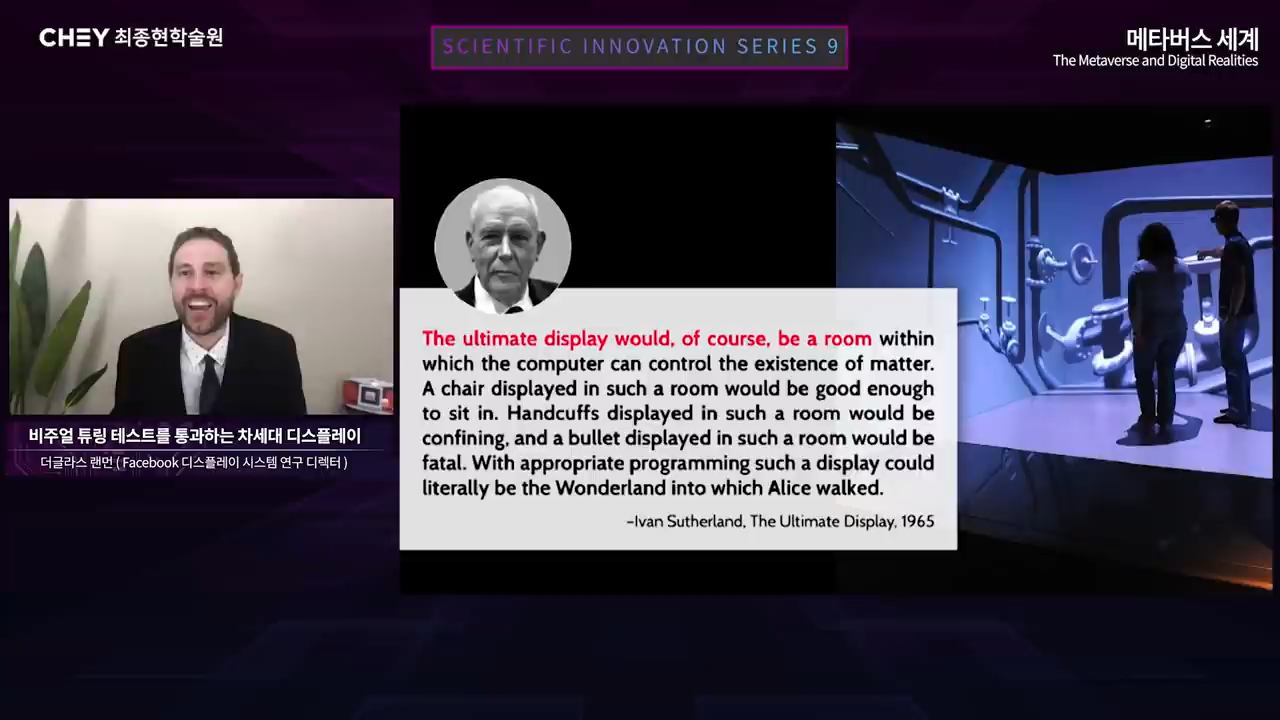 CHEY 최종현학술원
SCIENTIFIC INNOVATION SERIES 9
메타버스 세계
The Metaverse and Digital Realities
The ultimate display would, of course, be a room within
which the computer can control the existence of matter.
A chair displayed in such a room would be good enough
to sit in. Handcuffs displayed in such a room would be
confining, and a bullet displayed in such a room would be
fatal. With appropriate programming such a display could
literally be the Wonderland into which Alice walked.
–Ivan Sutherland, The Ultimate Display, 1965
비주얼 튜링 테스트를 통과하는 차세대 디스플레이
더글라스 랜먼 ( Facebook 디스플레이 시스템 연구 디렉터 )